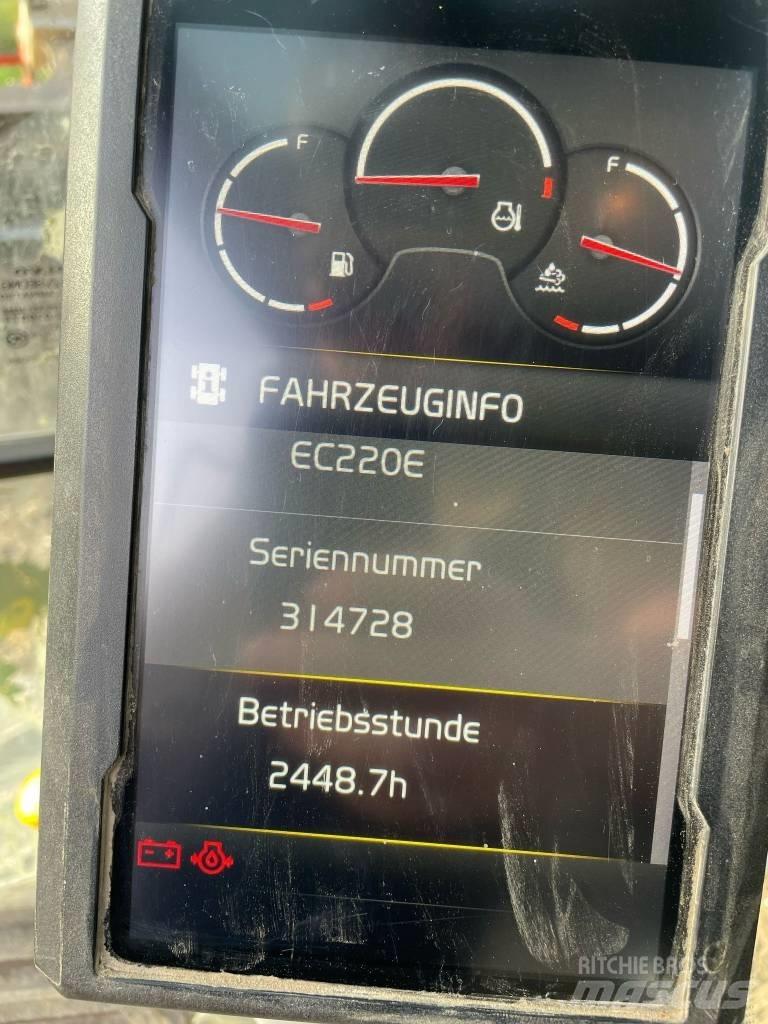 F
F
FAHRZEUGINFO
EC220E
Seriennummer
314728
Betriebsstunde
2448.7h
RITCHIE BROS
mascus